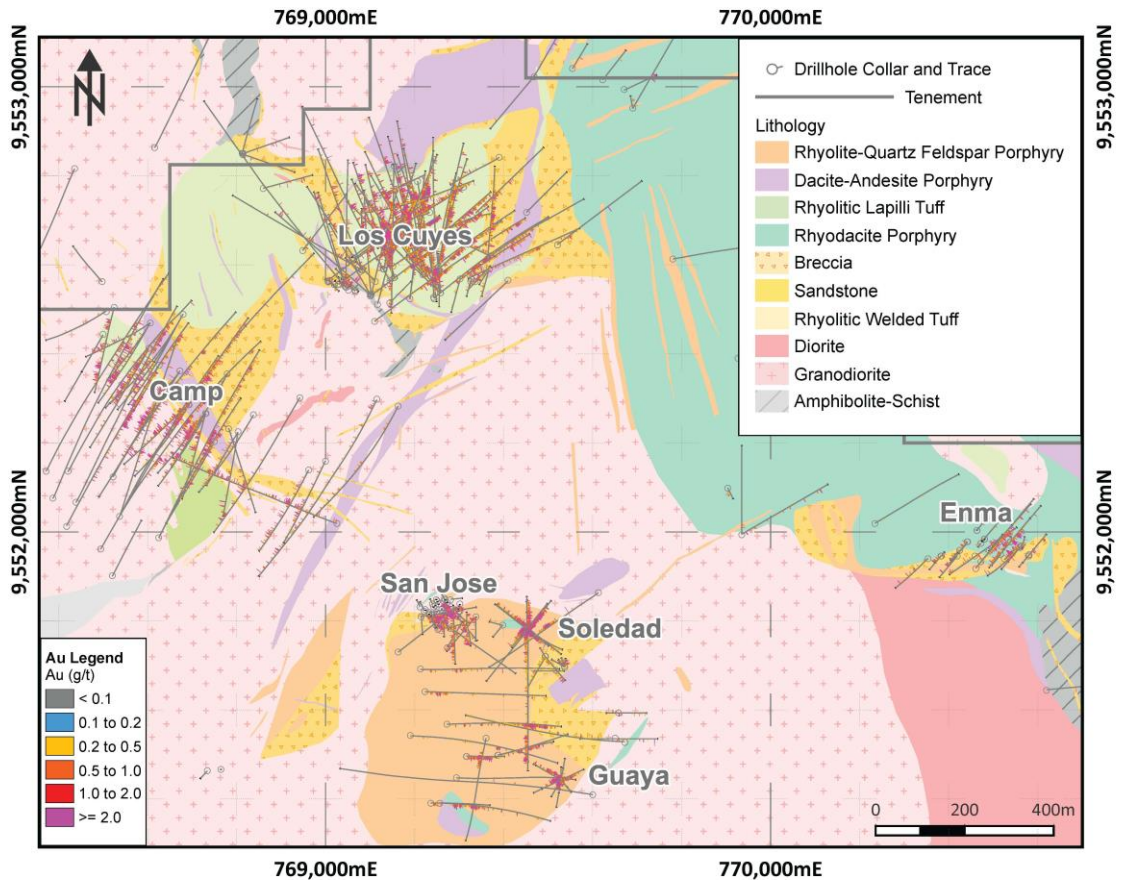 769,000mE
770,000mE
9,553,000mN
9,553,000mN
N
Drillhole Collar and Trace
Tenement
Lithology
Rhyolite-Quartz Feldspar Porphyry
Dacite-Andesite Porphyry
Rhyolitic Lapilli Tuff
Rhyodacite Porphyry
Breccia
Sandstone
Rhyolitic Welded Tuff
Diorite
Granodiorite
Amphibolite-Schist
Los Cuyes
Camp
Enma
9,552,000mN
9,552,000mN
San Jose
Soledad
Guaya
Au Legend
Au (g/t)
< 0.1
0.1 to 0.2
0.2 to 0.5
0.5 to 1.0
1.0 to 2.0
>= 2.0
0 200 400m
769,000mE
770,000mE